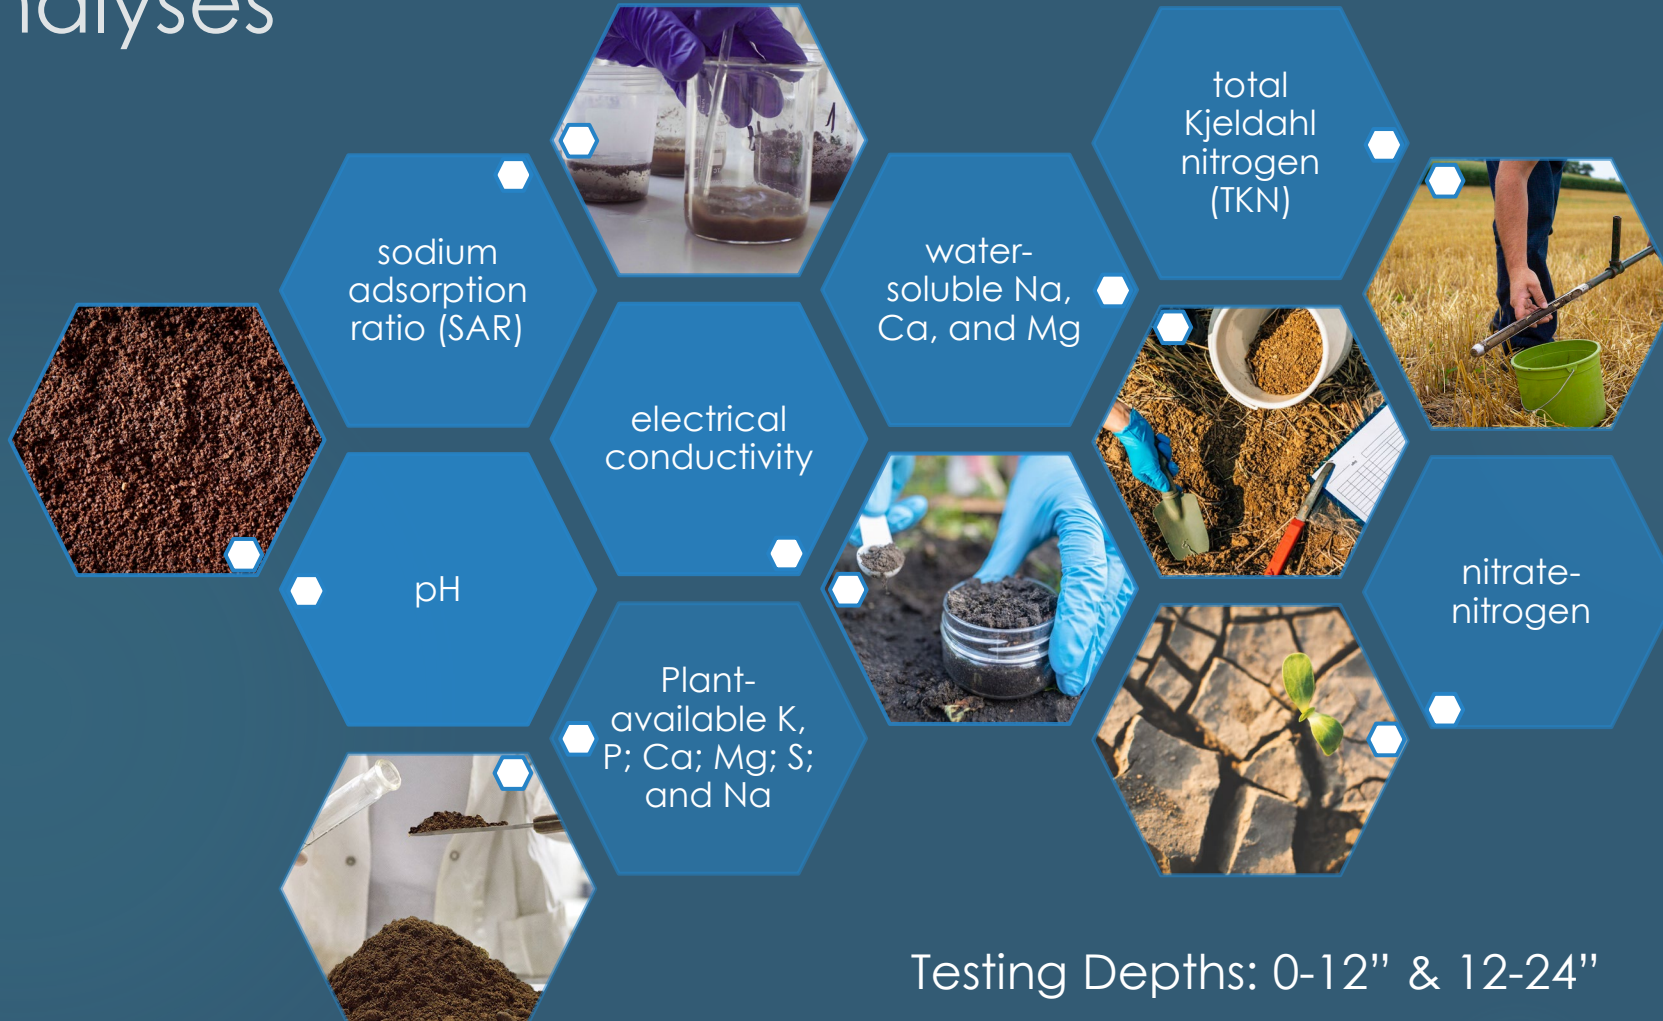 nalyses
total
Kjeldahl
nitrogen
(TKN)
sodium
adsorption
ratio (SAR)
water-
soluble Na,
Ca, and Mg
electrical
conductivity
pH
nitrate-
nitrogen
Plant-
available K,
P; Ca; Mg; S;
and Na
Testing Depths: 0-12” & 12-24”